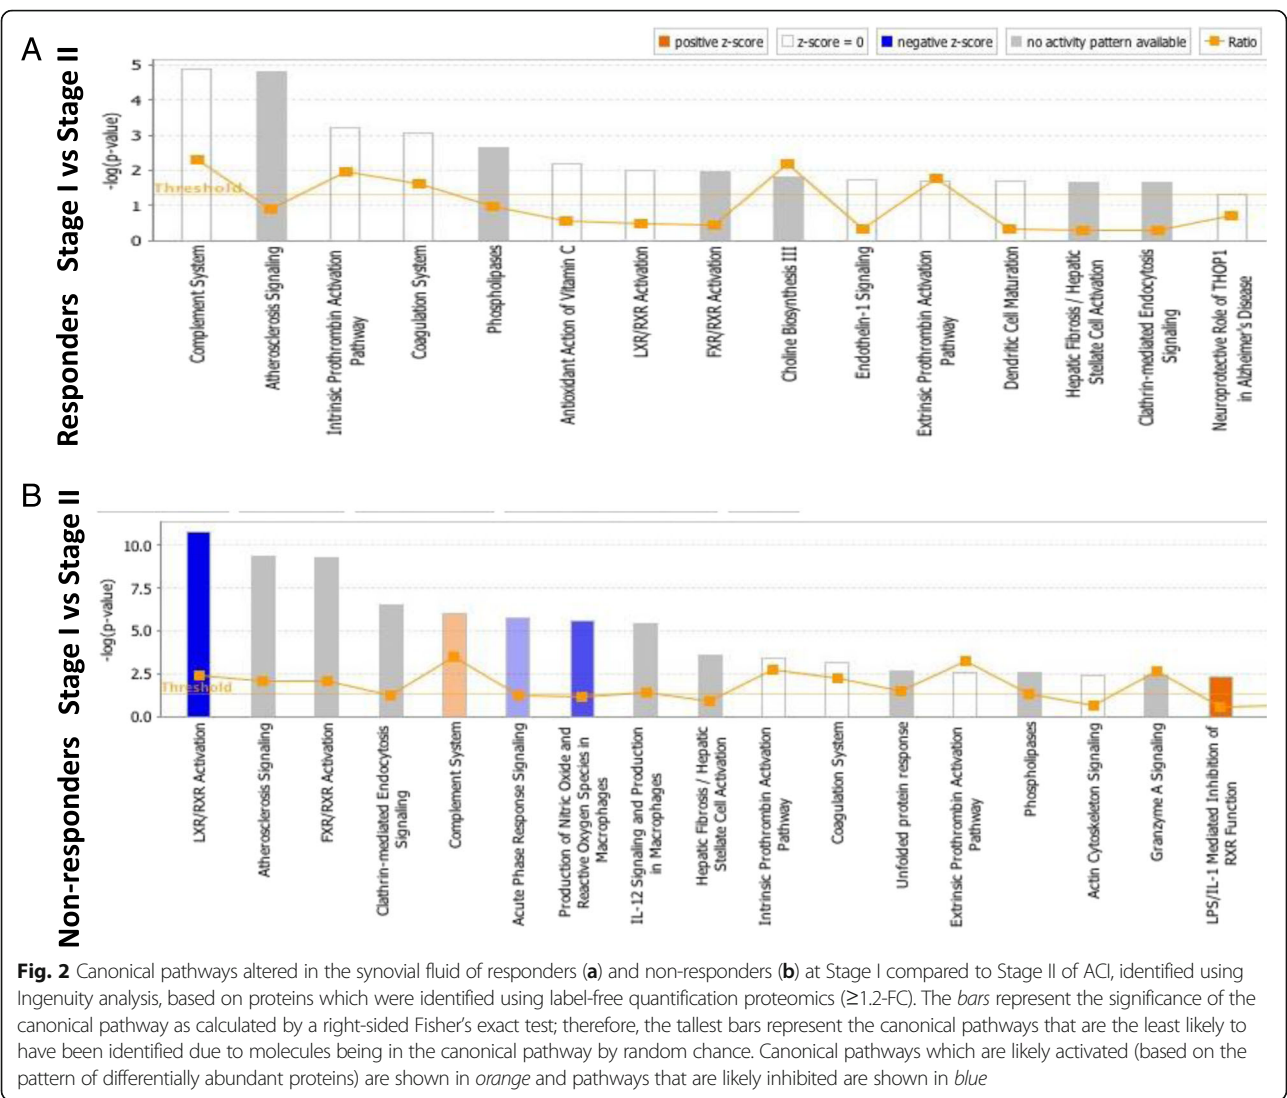 A
Responders Stage I vs Stage II
positive z-score
z-score = 0
negative z-score
no activity pattern available
Ratio
-log(p-value)
5
4
3
2
1
0
Threshold
Complement System
Atherosclerosis Signaling
Intrinsic Prothrombin Activation
Pathway
Coagulation System
Phospholipases
Antioxidant Action of Vitamin C
LXR/RXR Activation
FXR/RXR Activation
Choline Biosynthesis III
Endothelin-1 Signaling
Extrinsic Prothrombin Activation
Pathway
Dendritic Cell Maturation
Hepatic Fibrosis / Hepatic
Stellate Cell Activation
Clathrin-mediated Endocytosis
Signaling
Neuroprotective Role of THOP1
in Alzheimer's Disease
B
Non-responders Stage I vs Stage II
-log(p-value)
10.0
7.5
5.0
2.5
0.0
Threshold
LXR/RXR Activation
Atherosclerosis Signaling
FXR/RXR Activation
Clathrin-mediated Endocytosis
Signaling
Complement System
Acute Phase Response Signaling
Production of Nitric Oxide and
Reactive Oxygen Species in
Macrophages
IL-12 Signaling and Production
in Macrophages
Hepatic Fibrosis / Hepatic
Stellate Cell Activation
Intrinsic Prothrombin Activation
Pathway
Coagulation System
Unfolded protein response
Extrinsic Prothrombin Activation
Pathway
Phospholipases
Actin Cytoskeleton Signaling
Granzyme A Signaling
LPS/IL-1 Mediated Inhibition of
RXR Function
Fig. 2 Canonical pathways altered in the synovial fluid of responders (a) and non-responders (b) at Stage I compared to Stage II of ACI, identified using
Ingenuity analysis, based on proteins which were identified using label-free quantification proteomics (≥1.2-FC). The bars represent the significance of the
canonical pathway as calculated by a right-sided Fisher's exact test; therefore, the tallest bars represent the canonical pathways that are the least likely to
have been identified due to molecules being in the canonical pathway by random chance. Canonical pathways which are likely activated (based on the
pattern of differentially abundant proteins) are shown in orange and pathways that are likely inhibited are shown in blue